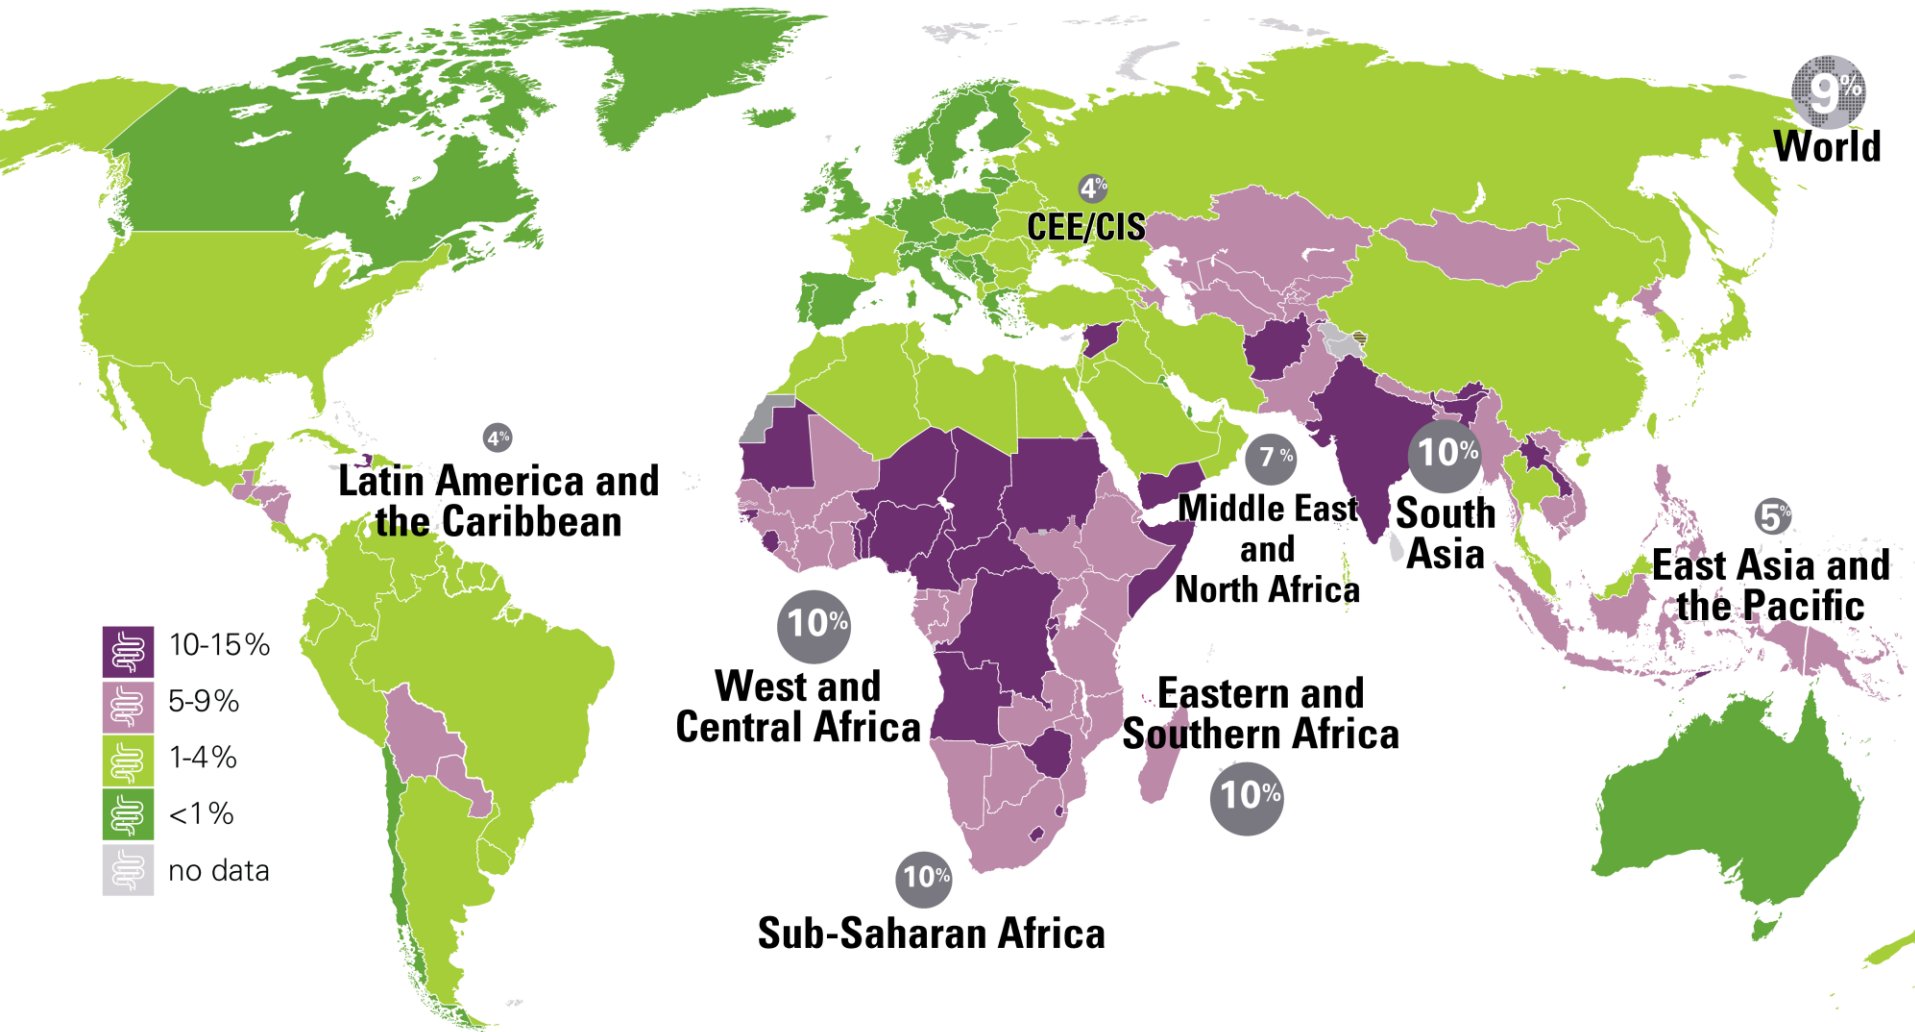 9%
World
4%
CEE/CIS
4%
Latin America and
the Caribbean
7 %
Middle East
and
North Africa
10%
South
Asia
5%
East Asia and
the Pacific
10%
West and
Central Africa
Eastern and
Southern Africa
10%
10%
Sub-Saharan Africa
10-15%
5-9%
1-4%
<1%
no data